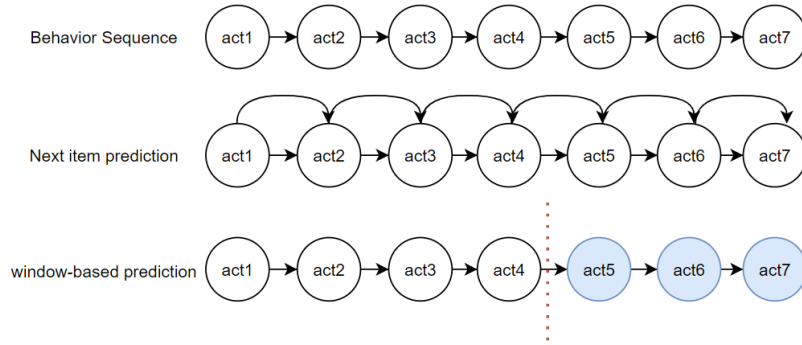 Behavior Sequence act1 act2 act3 act4 act5 act6 act7
Next item prediction act1 act2 act3 act4 act5 act6 act7
window-based prediction act1 act2 act3 act4 act5 act6 act7